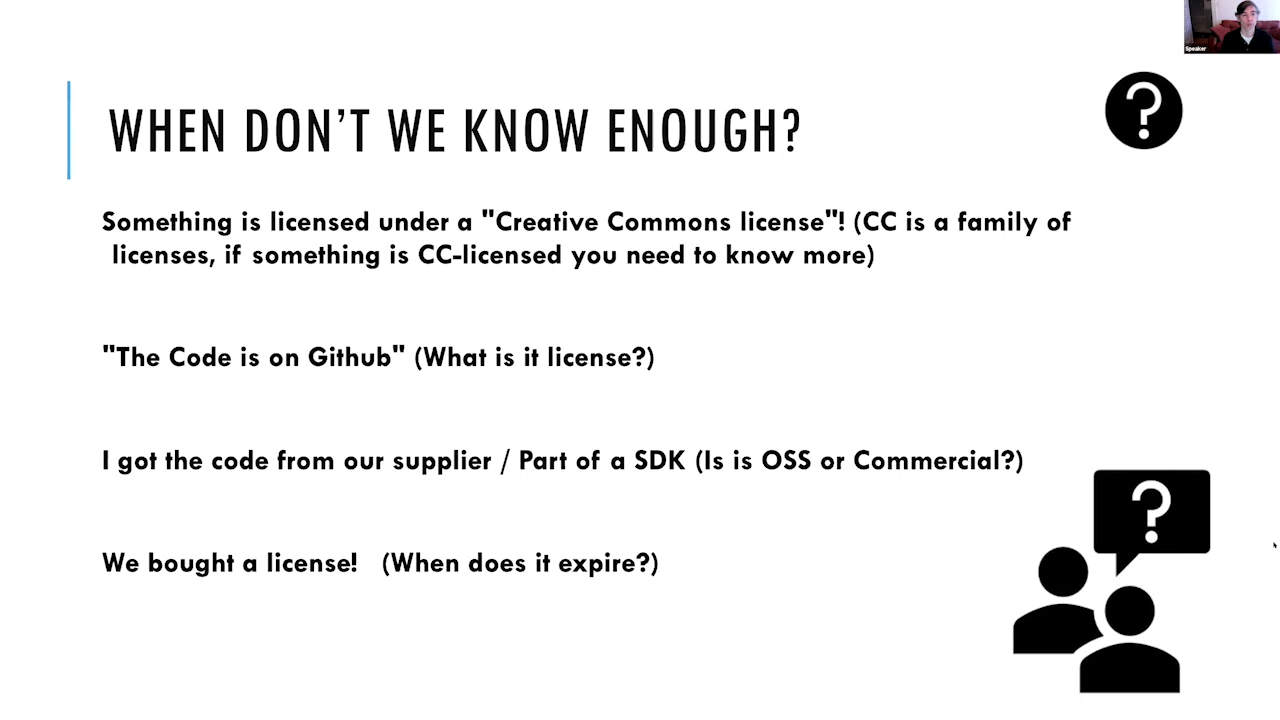 Speaker
WHEN DON'T WE KNOW ENOUGH?
Something is licensed under a "Creative Commons license"! (CC is a family of
licenses, if something is CC-licensed you need to know more)
"The Code is on Github" (What is it license?)
I got the code from our supplier / Part of a SDK (Is is OSS or Commercial?)
We bought a license! (When does it expire?)